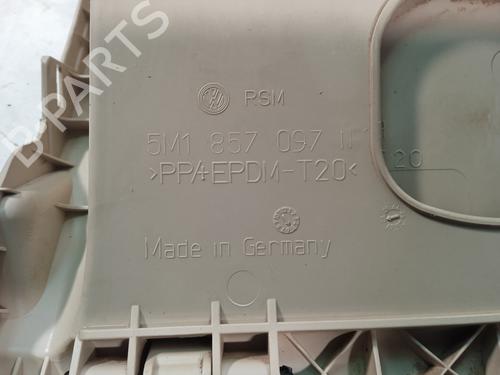 RSM
5M1 857 097 N
>PP+EPDM-T20<
Made in Germany
B-PARTS